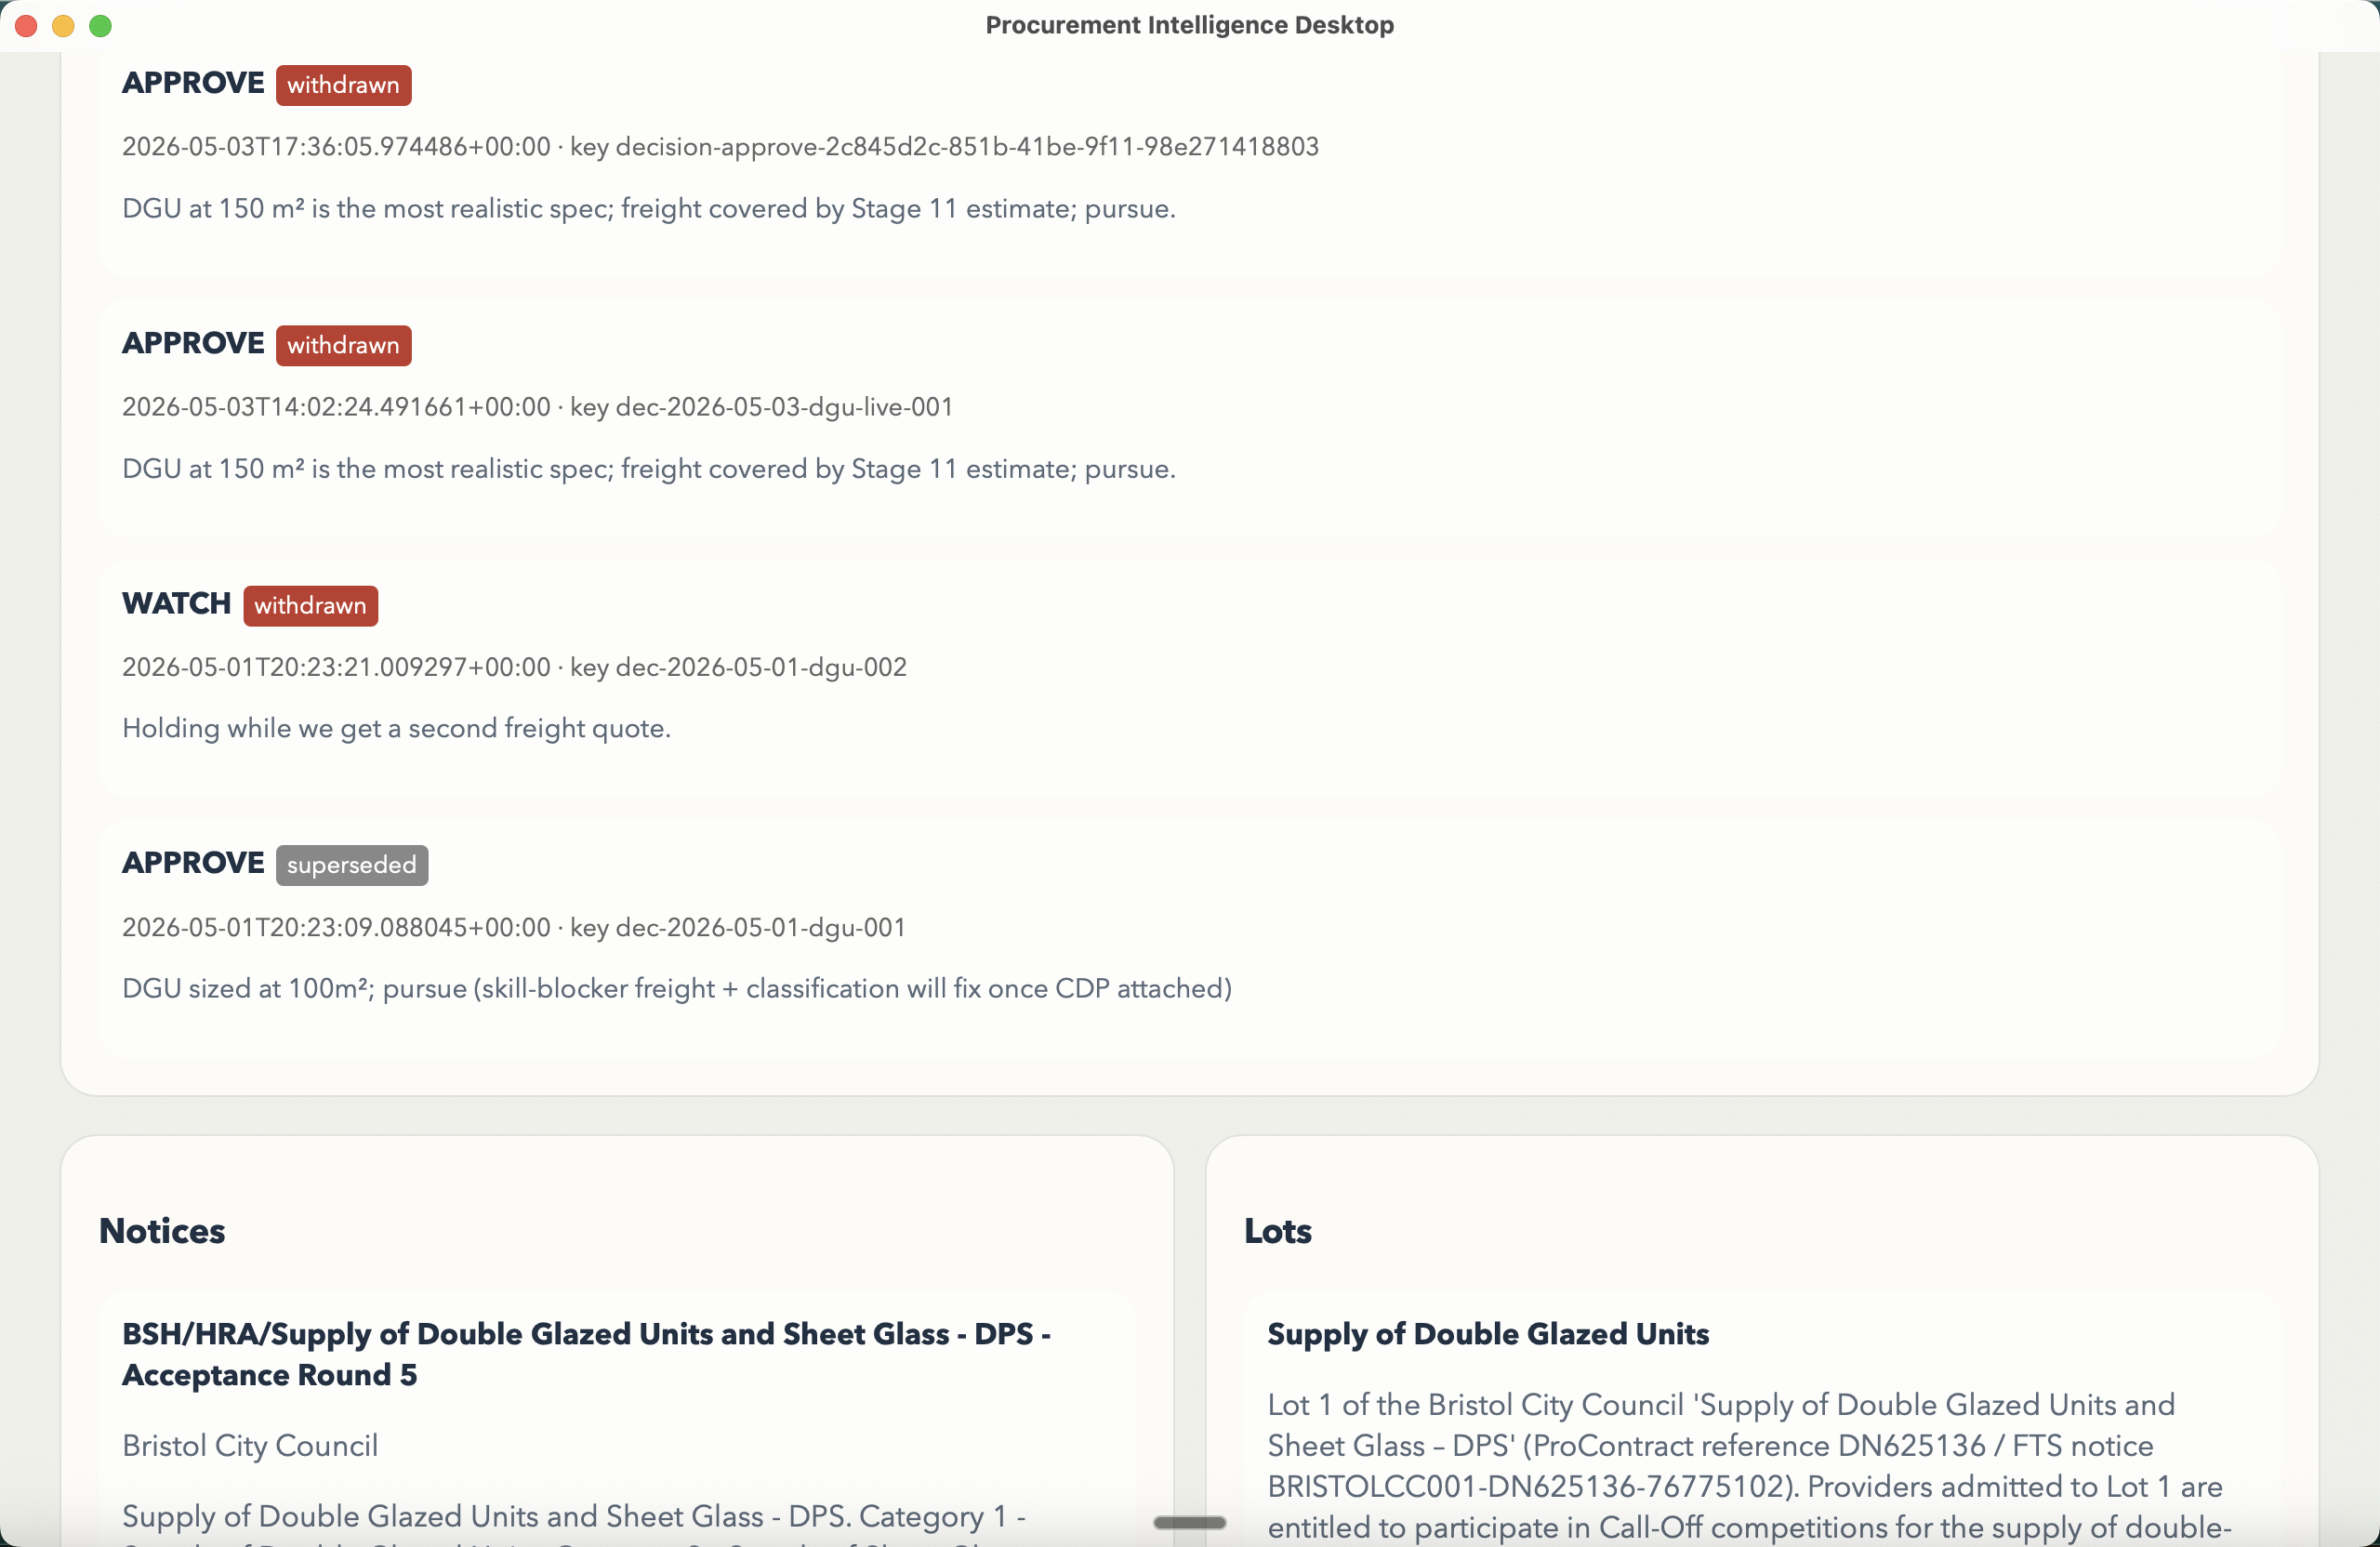 Procurement Intelligence Desktop
APPROVE withdrawn
2026-05-03T17:36:05.974486+00:00 · key decision-approve-2c845d2c-851b-41be-9f11-98e271418803
DGU at 150 m² is the most realistic spec; freight covered by Stage 11 estimate; pursue.
APPROVE withdrawn
2026-05-03T14:02:24.491661+00:00 · key dec-2026-05-03-dgu-live-001
DGU at 150 m² is the most realistic spec; freight covered by Stage 11 estimate; pursue.
WATCH withdrawn
2026-05-01T20:23:21.009297+00:00 · key dec-2026-05-01-dgu-002
Holding while we get a second freight quote.
APPROVE superseded
2026-05-01T20:23:09.088045+00:00 · key dec-2026-05-01-dgu-001
DGU sized at 100m²; pursue (skill-blocker freight + classification will fix once CDP attached)
Notices
BSH/HRA/Supply of Double Glazed Units and Sheet Glass - DPS -
Acceptance Round 5
Bristol City Council
Supply of Double Glazed Units and Sheet Glass - DPS. Category 1 -
Lots
Supply of Double Glazed Units
Lot 1 of the Bristol City Council 'Supply of Double Glazed Units and
Sheet Glass – DPS' (ProContract reference DN625136 / FTS notice
BRISTOLCC001-DN625136-76775102). Providers admitted to Lot 1 are
entitled to participate in Call-Off competitions for the supply of double-